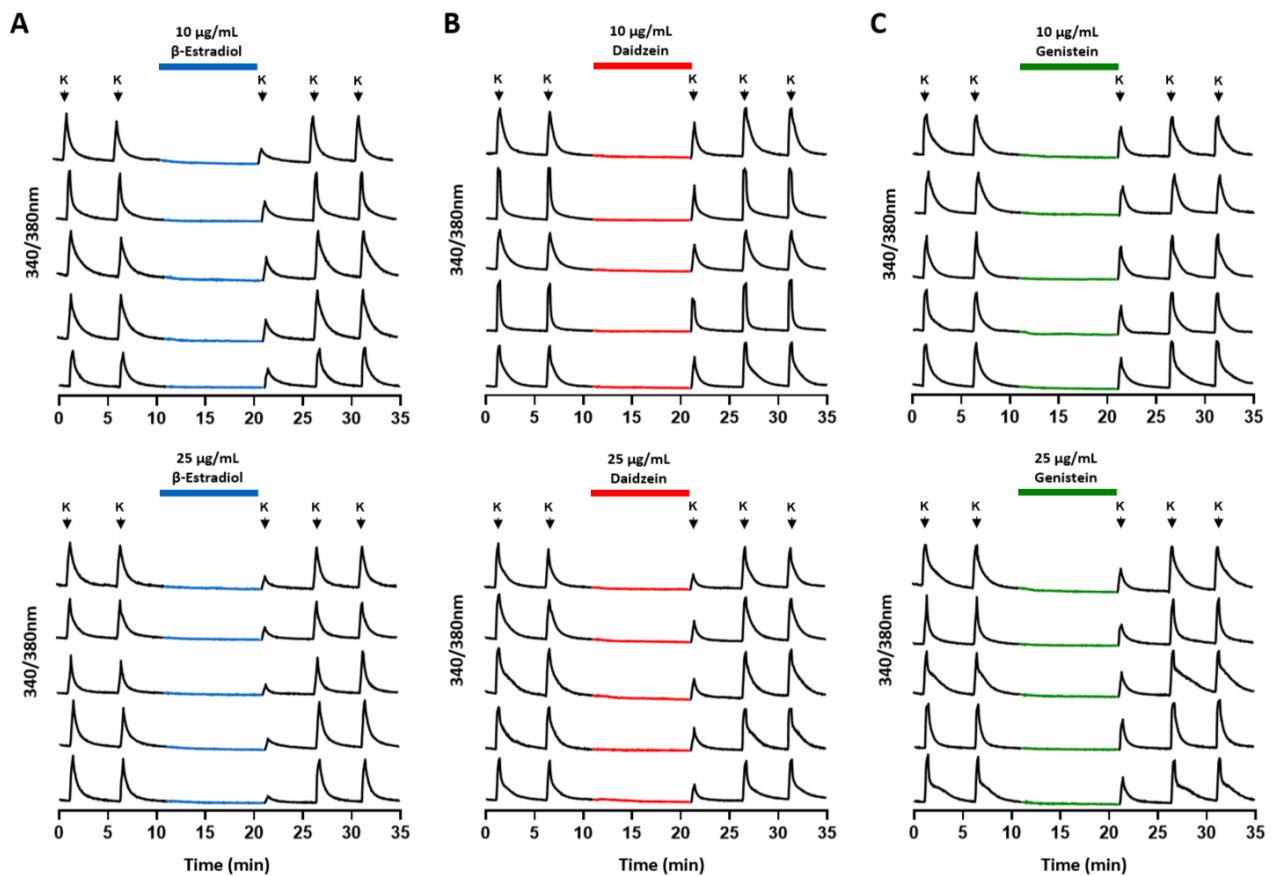 A
10 µg/mL
β-Estradiol
K K K K K
340/380nm
0 5 10 15 20 25 30 35
B
10 µg/mL
Daidzein
K K K K K
340/380nm
0 5 10 15 20 25 30 35
C
10 µg/mL
Genistein
K K K K K
340/380nm
0 5 10 15 20 25 30 35
25 µg/mL
β-Estradiol
K K K K K
340/380nm
0 5 10 15 20 25 30 35
Time (min)
25 µg/mL
Daidzein
K K K K K
340/380nm
0 5 10 15 20 25 30 35
Time (min)
25 µg/mL
Genistein
K K K K K
340/380nm
0 5 10 15 20 25 30 35
Time (min)